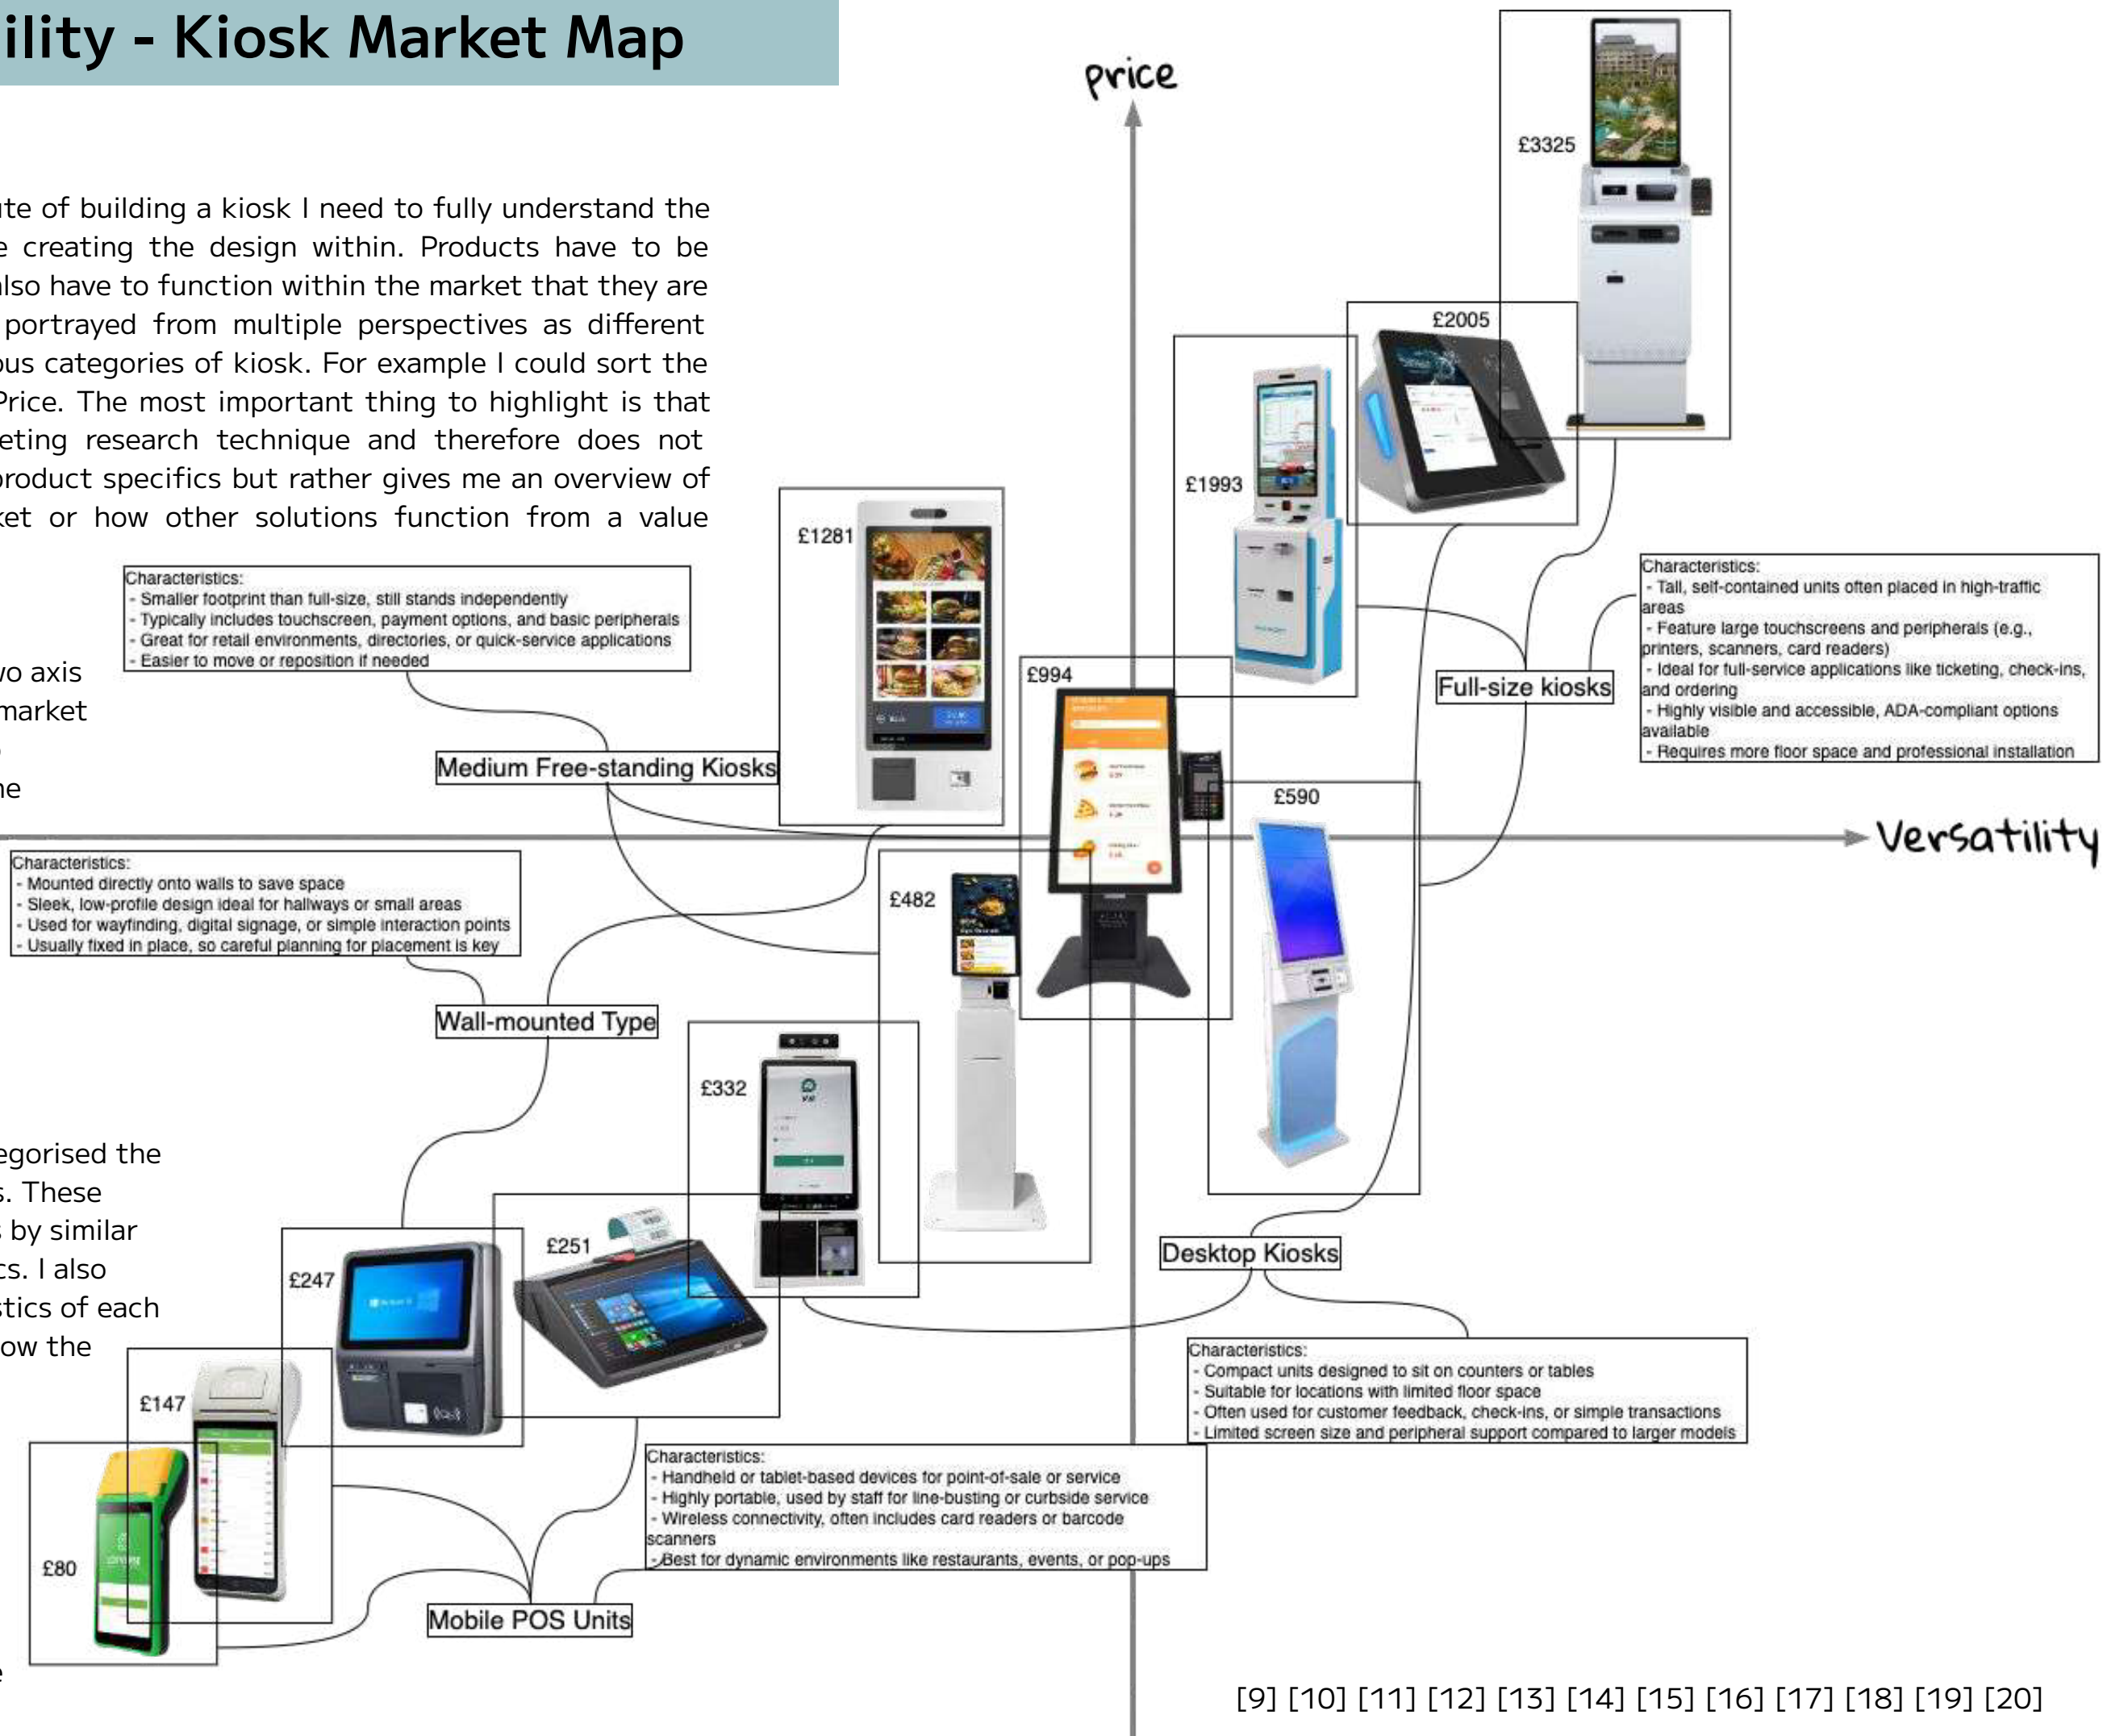 ility - Kiosk Market Map
price
£3325
ute of building a kiosk I need to fully understand the
e creating the design within. Products have to be
also have to function within the market that they are
portrayed from multiple perspectives as different
ous categories of kiosk. For example I could sort the
Price. The most important thing to highlight is that
eting research technique and therefore does not
product specifics but rather gives me an overview of
ket or how other solutions function from a value
£2005
£1993
£1281
Characteristics:
- Smaller footprint than full-size, still stands independently
- Typically includes touchscreen, payment options, and basic peripherals
- Great for retail environments, directories, or quick-service applications
- Easier to move or reposition if needed
Characteristics:
- Tall, self-contained units often placed in high-traffic
areas
- Feature large touchscreens and peripherals (e.g.,
printers, scanners, card readers)
- Ideal for full-service applications like ticketing, check-ins,
and ordering
- Highly visible and accessible, ADA-compliant options
available
- Requires more floor space and professional installation
wo axis
market
ne
£994
Full-size kiosks
Medium Free-standing Kiosks
£590
Versatility
Characteristics:
- Mounted directly onto walls to save space
- Sleek, low-profile design ideal for hallways or small areas
- Used for wayfinding, digital signage, or simple interaction points
- Usually fixed in place, so careful planning for placement is key
£482
Wall-mounted Type
£332
egorised the
s. These
s by similar
cs. I also
stics of each
ow the
£251
£247
Desktop Kiosks
Characteristics:
- Compact units designed to sit on counters or tables
- Suitable for locations with limited floor space
- Often used for customer feedback, check-ins, or simple transactions
- Limited screen size and peripheral support compared to larger models
£147
Characteristics:
- Handheld or tablet-based devices for point-of-sale or service
- Highly portable, used by staff for line-busting or curbside service
- Wireless connectivity, often includes card readers or barcode
scanners
- Best for dynamic environments like restaurants, events, or pop-ups
£80
Mobile POS Units
e
[9] [10] [11] [12] [13] [14] [15] [16] [17] [18] [19] [20]